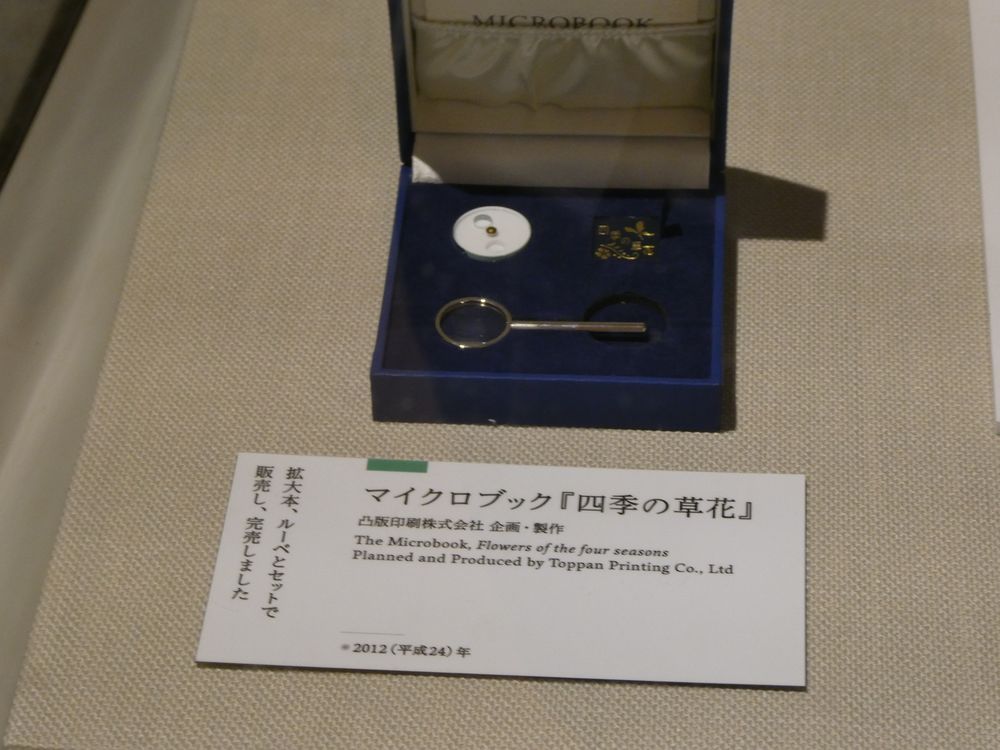 MICROBOOK
拡大本、ルーペとセットで
販売し、完売しました
マイクロブック『四季の草花』
凸版印刷株式会社 企画・製作
The Microbook, Flowers of the four seasons
Planned and Produced by Toppan Printing Co., Ltd
2012（平成24）年